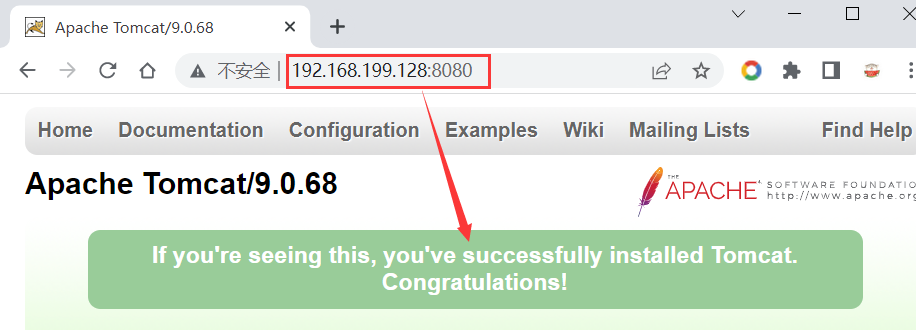 Apache Tomcat/9.0.68
不安全 | 192.168.199.128:8080
Home Documentation Configuration Examples Wiki Mailing Lists Find Help
Apache Tomcat/9.0.68
THE APACHE SOFTWARE FOUNDATIO
http://www.apache.org
If you're seeing this, you've successfully installed Tomcat.
Congratulations!